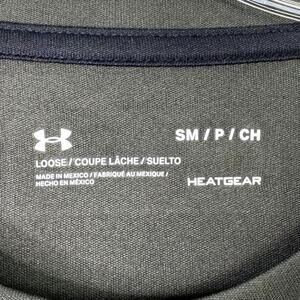 SM / P / CH
LOOSE / COUPE LÂCHE / SUELTO
MADE IN MEXICO / FABRIQUÉ AU MEXIQUE /
HECHO EN MÉXICO
HEATGEAR